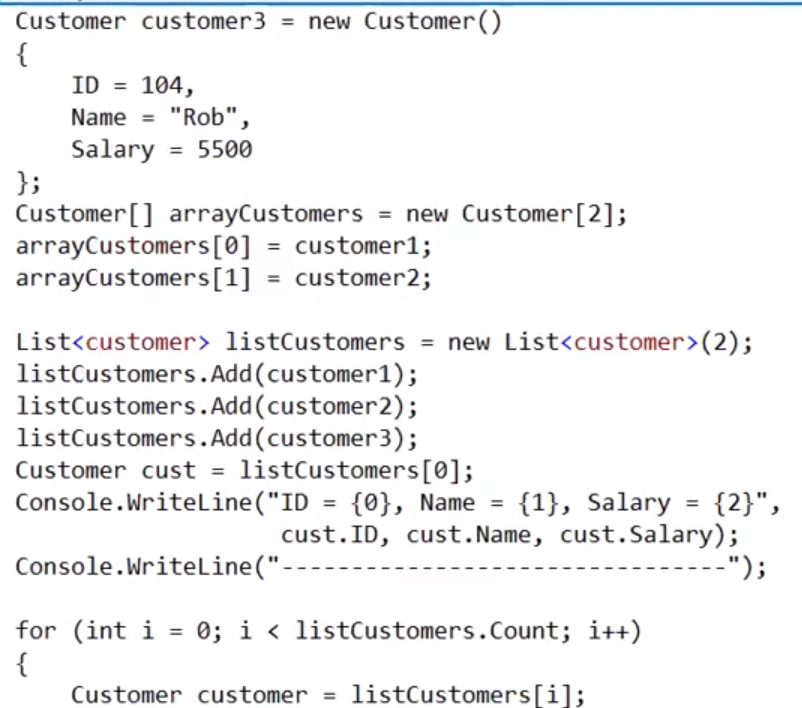 Customer customer3 = new Customer()
{
    ID = 104,
    Name = "Rob",
    Salary = 5500
};
Customer[] arrayCustomers = new Customer[2];
arrayCustomers[0] = customer1;
arrayCustomers[1] = customer2;

List<customer> listCustomers = new List<customer>(2);
listCustomers.Add(customer1);
listCustomers.Add(customer2);
listCustomers.Add(customer3);
Customer cust = listCustomers[0];
Console.WriteLine("ID = {0}, Name = {1}, Salary = {2}",
                   cust.ID, cust.Name, cust.Salary);
Console.WriteLine("--------------------------------");

for (int i = 0; i < listCustomers.Count; i++)
{
    Customer customer = listCustomers[i];